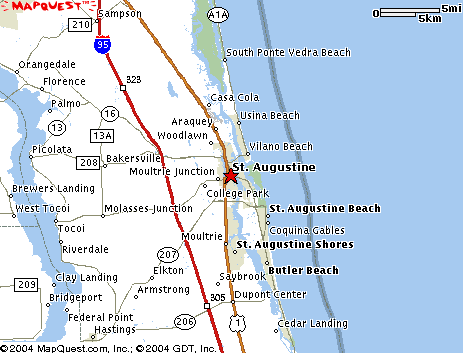 MAPQUEST™
210
Sampson
A1A
0
5mi
5km
95
South Ponte Vedra Beach
Orangedale
323
Florence
Casa Cola
Palmo
16
Usina Beach
Araquey
13
13A
Woodlawn
Vilano Beach
Picolata
208
Bakersville
St. Augustine
Moultrie Junction
Brewers Landing
College Park
West Tocoi
Molasses Junction
St. Augustine Beach
Tocoi
Coquina Gables
Riverdale
Moultrie
St. Augustine Shores
207
Elkton
Butler Beach
Clay Landing
Saybrook
209
Armstrong
Bridgeport
305
Dupont Center
Federal Point
206
1
Cedar Landing
Hastings
©2004 MapQuest.com, Inc.; ©2004 GDT, Inc.